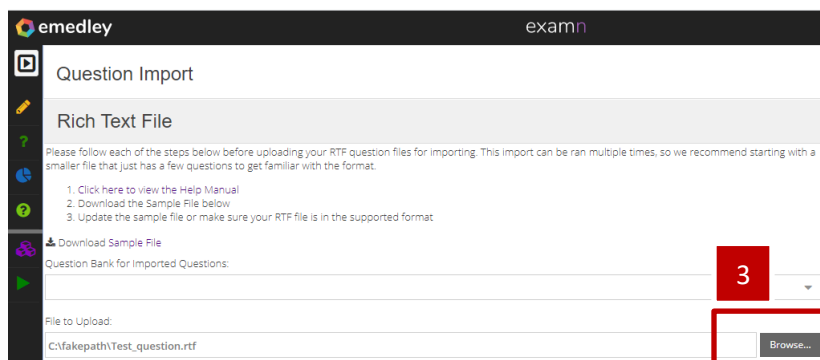 emedley
examn
Question Import
Rich Text File
Please follow each of the steps below before uploading your RTF question files for importing. This import can be ran multiple times, so we recommend starting with a
smaller file that just has a few questions to get familiar with the format.
1. Click here to view the Help Manual
2. Download the Sample File below
3. Update the sample file or make sure your RTF file is in the supported format
Download Sample File
Question Bank for Imported Questions:
3
File to Upload:
C:\fakepath\Test_question.rtf
Browse...